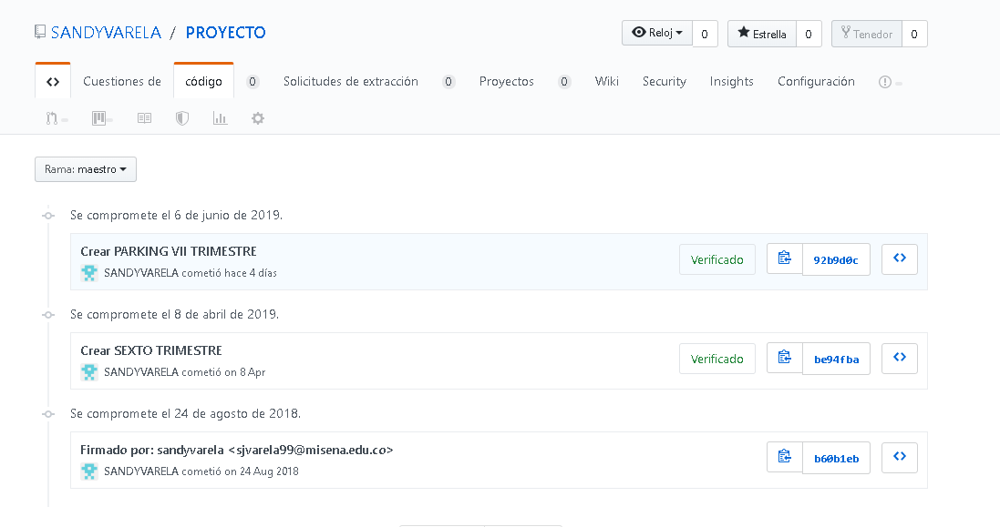 SANDYVARELA / PROYECTO
Reloj 0 Estrella 0 Tenedor 0
Cuestiones de código 0 Solicitudes de extracción 0 Proyectos 0 Wiki Security Insights Configuración
Rama: maestro
Se compromete el 6 de junio de 2019.
Crear PARKING VII TRIMESTRE
SANDYVARELA cometió hace 4 días
Verificado 92b9d0c
Se compromete el 8 de abril de 2019.
Crear SEXTO TRIMESTRE
SANDYVARELA cometió on 8 Apr
Verificado be94fba
Se compromete el 24 de agosto de 2018.
Firmado por: sandyvarela <sjvarela99@misena.edu.co>
SANDYVARELA cometió on 24 Aug 2018
b60b1eb